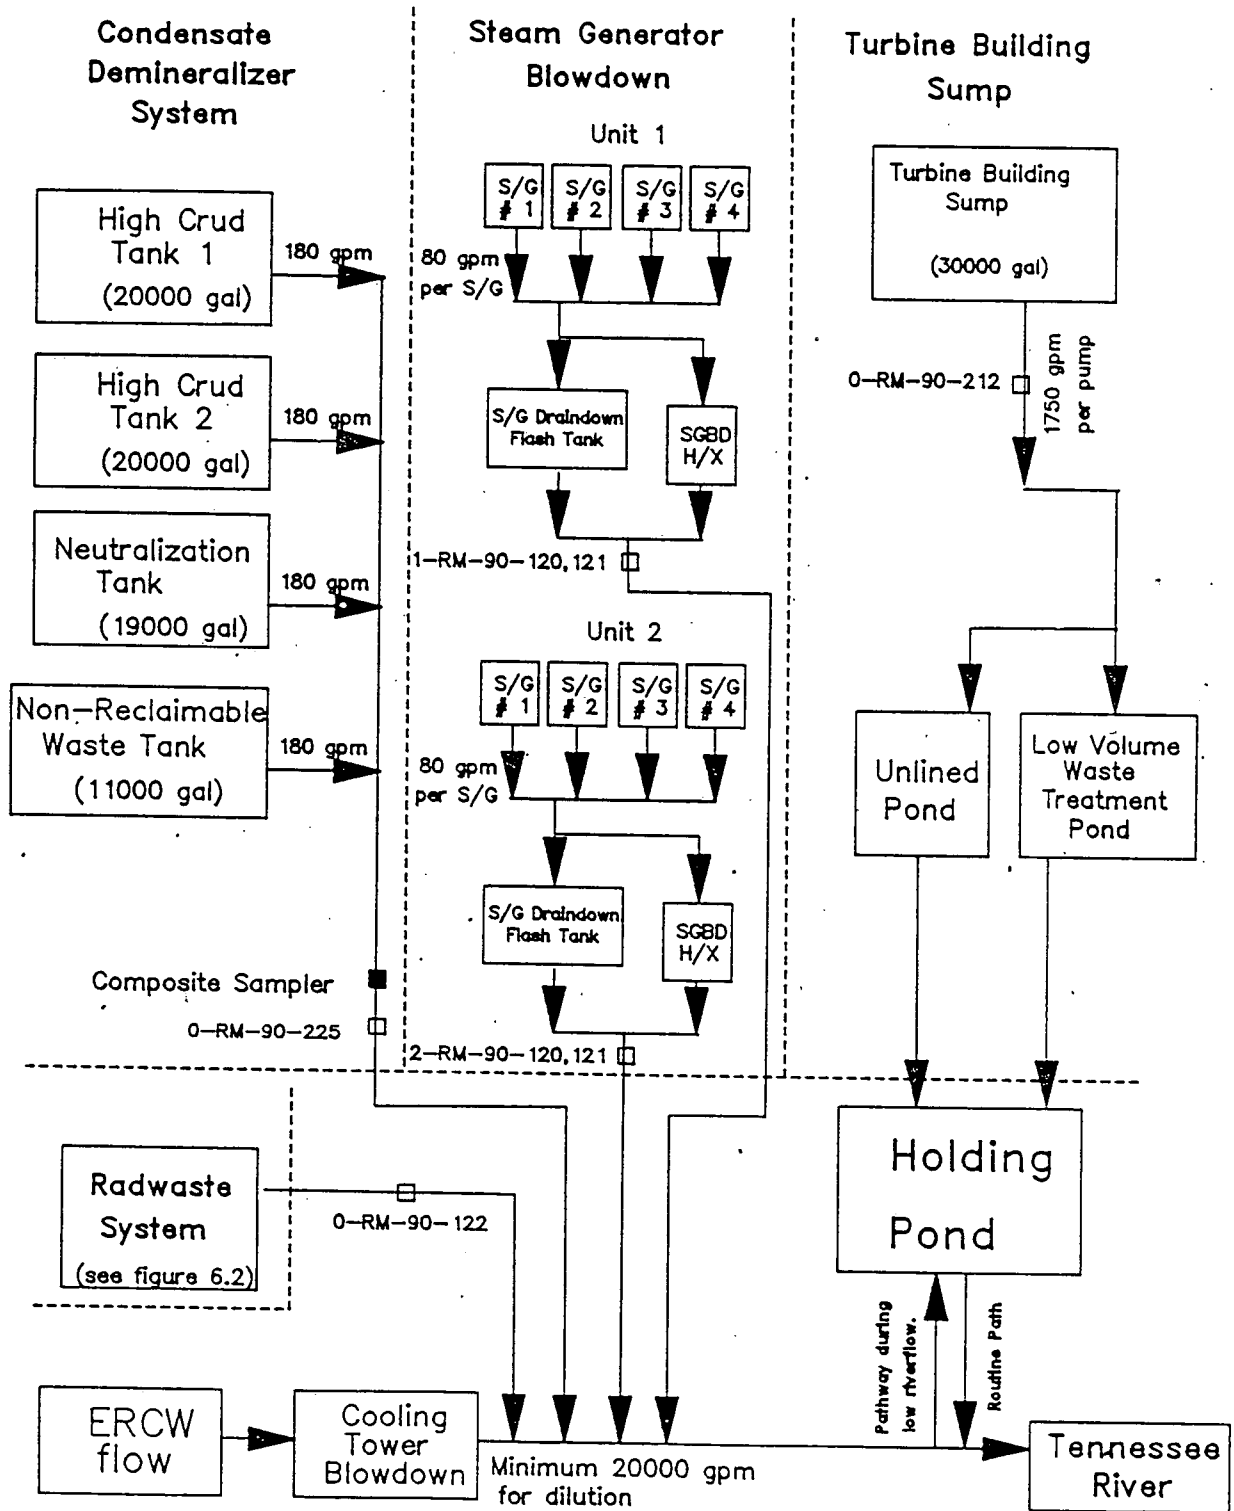 Condensate
Demineralizer
System
High Crud
Tank 1
(20000 gal)
180 gpm
High Crud
Tank 2
(20000 gal)
180 gpm
Neutralization
Tank
(19000 gal)
180 gpm
Non-Reclaimable
Waste Tank
(11000 gal)
180 gpm
Composite Sampler
0-RM-90-225
Steam Generator
Blowdown
Unit 1
S/G
# 1
S/G
# 2
S/G
# 3
S/G
# 4
80 gpm
per S/G
S/G Draindown
Flash Tank
SGBD
H/X
1-RM-90-120,121
Unit 2
S/G
# 1
S/G
# 2
S/G
# 3
S/G
# 4
80 gpm
per S/G
S/G Draindown
Flash Tank
SGBD
H/X
2-RM-90-120,121
Turbine Building
Sump
Turbine Building
Sump
(30000 gal)
0-RM-90-212
1750 gpm
per pump
Unlined
Pond
Low Volume
Waste
Treatment
Pond
Holding
Pond
Radwaste
System
(see figure 6.2)
0-RM-90-122
Pathway during
low riverflow.
Routine Path
ERCW
flow
Cooling
Tower
Blowdown
Minimum 20000 gpm
for dilution
Tennessee
River